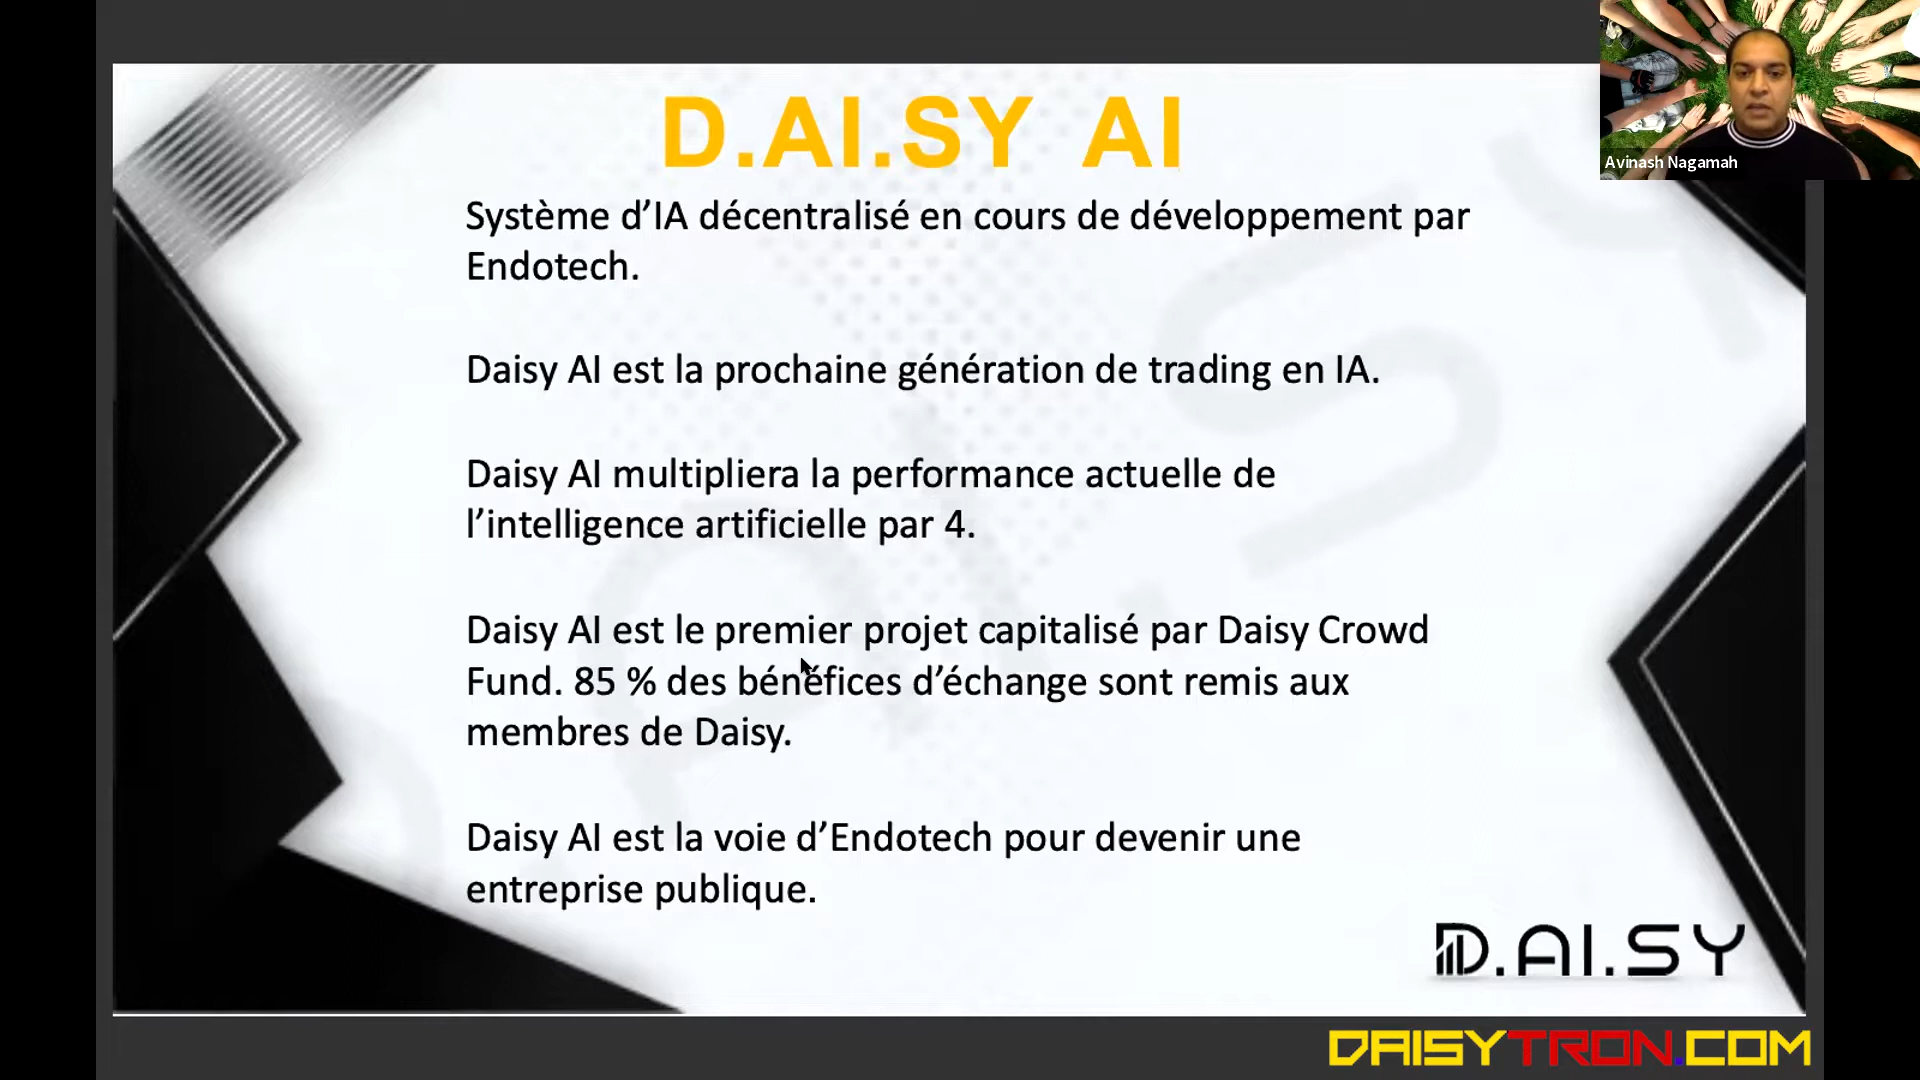 D.AI.SY AI
Avinash Nagamah
Système d’IA décentralisé en cours de développement par
Endotech.
Daisy AI est la prochaine génération de trading en IA.
Daisy AI multipliera la performance actuelle de
l’intelligence artificielle par 4.
Daisy AI est le premier projet capitalisé par Daisy Crowd
Fund. 85 % des bénéfices d’échange sont remis aux
membres de Daisy.
Daisy AI est la voie d’Endotech pour devenir une
entreprise publique.
D.AI.SY
DAISYTRON.COM